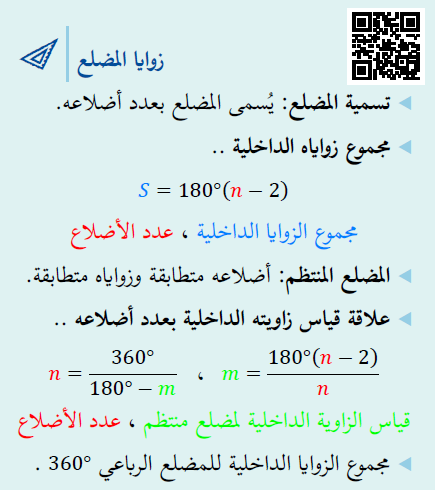 زوايا المضلع
تسمية المضلع: يُسمى المضلع بعدد أضلاعه.
مجموع زواياه الداخلية ..
S = 180°(n − 2)
مجموع الزوايا الداخلية ، عدد الأضلاع
المضلع المنتظم: أضلاعه متطابقة وزواياه متطابقة.
علاقة قياس زاويته الداخلية بعدد أضلاعه ..
n = 360° / (180° − m) ، m = 180°(n − 2) / n
قياس الزاوية الداخلية لمضلع منتظم ، عدد الأضلاع
مجموع الزوايا الداخلية للمضلع الرباعي 360° .